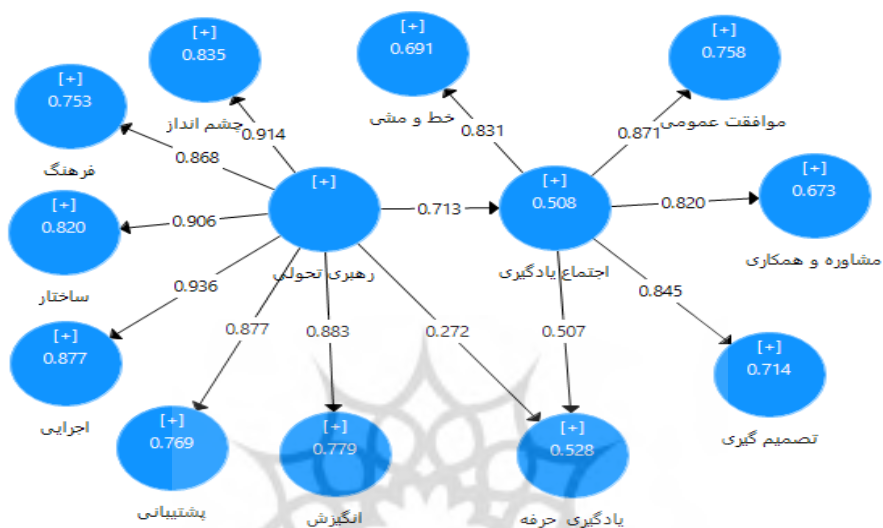 [+]
0.835
چشم انداز
[+]
0.691
خط و مشی
[+]
0.758
موافقت عمومی
[+]
0.753
فرهنگ
0.914
0.868
0.831
0.871
[+]
0.820
ساختار
0.906
[+]
رهبری تحولی
0.713
[+]
0.508
اجتماع یادگیری
0.820
[+]
0.673
مشاوره و همکاری
0.936
0.877
0.883
0.272
0.507
0.845
[+]
0.877
اجرایی
[+]
0.714
تصمیم گیری
[+]
0.769
پشتیبانی
[+]
0.779
انگیزش
[+]
0.528
یادگیری حرفه